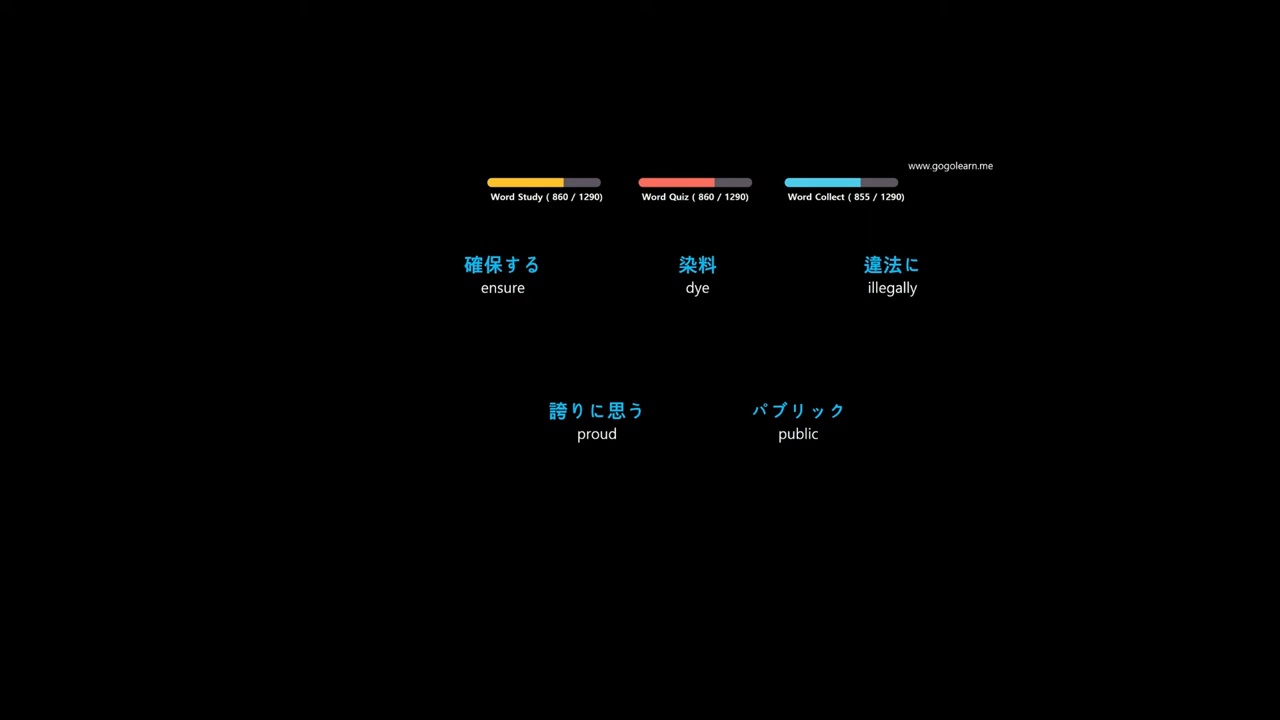 www.gogolearn.me
Word Study ( 860 / 1290)
Word Quiz ( 860 / 1290)
Word Collect ( 855 / 1290)
確保する
ensure
染料
dye
違法に
illegally
誇りに思う
proud
パブリック
public